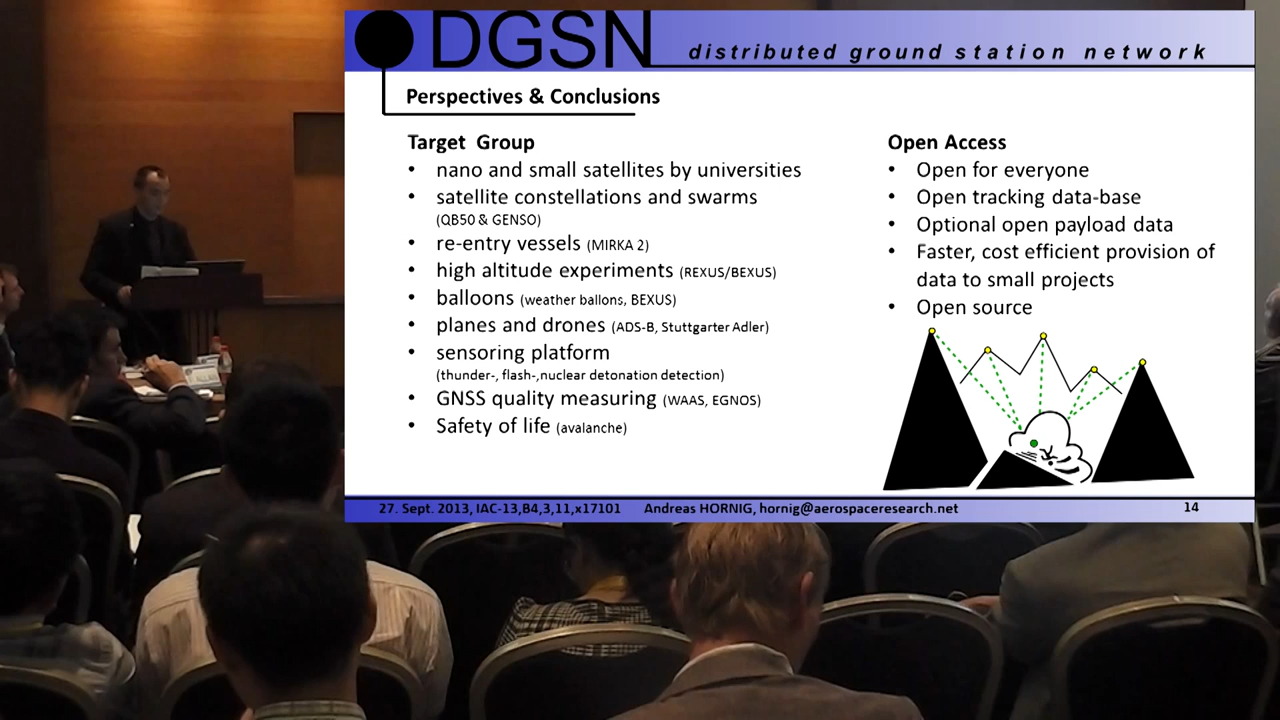 DGSN distributed ground station network
Perspectives & Conclusions
Target Group
• nano and small satellites by universities
• satellite constellations and swarms
(QB50 & GENSO)
• re-entry vessels (MIRKA 2)
• high altitude experiments (REXUS/BEXUS)
• balloons (weather ballons, BEXUS)
• planes and drones (ADS-B, Stuttgarter Adler)
• sensoring platform
(thunder-, flash-,nuclear detonation detection)
• GNSS quality measuring (WAAS, EGNOS)
• Safety of life (avalanche)
Open Access
• Open for everyone
• Open tracking data-base
• Optional open payload data
• Faster, cost efficient provision of
data to small projects
• Open source
27. Sept. 2013, IAC-13,B4,3,11,x17101 Andreas HORNIG, hornig@aerospaceresearch.net 14